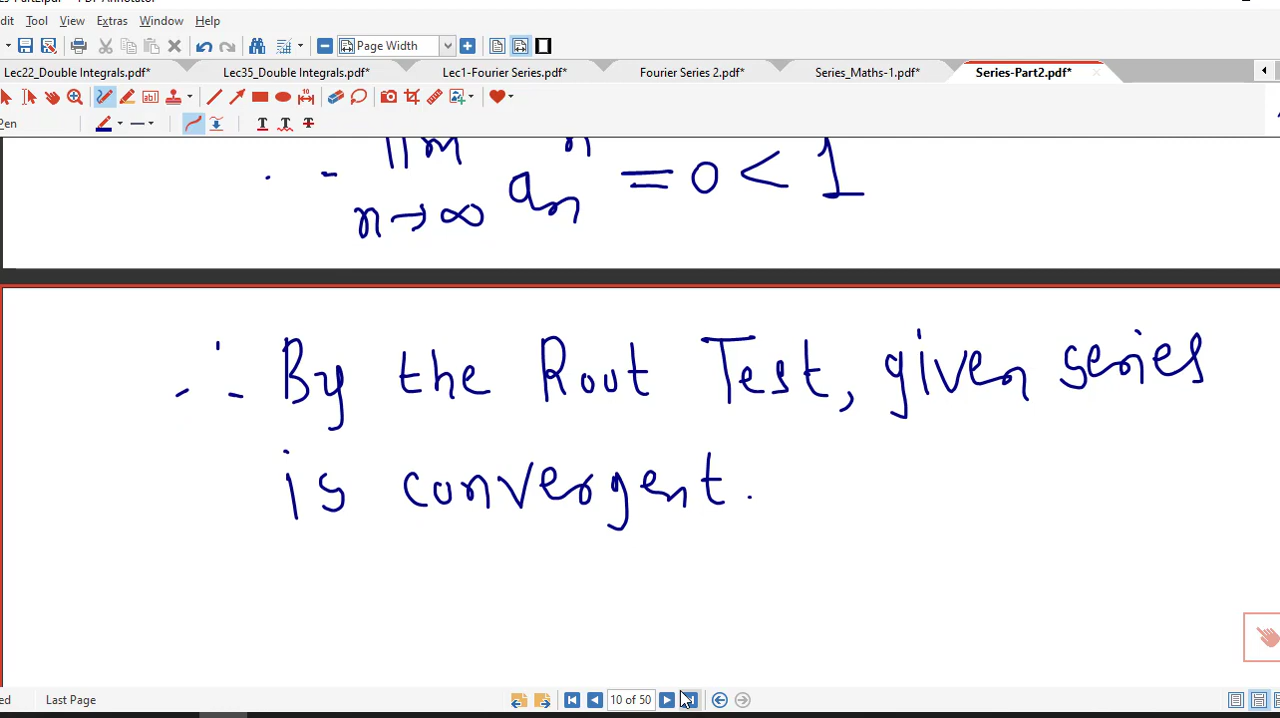 dit Tool View Extras Window Help
Page Width
Lec22_Double Integrals.pdf* Lec35_Double Integrals.pdf* Lec1-Fourier Series.pdf* Fourier Series 2.pdf* Series_Maths-1.pdf* Series-Part2.pdf*
Pen
∴ lim n
n→∞ an = 0 < 1
∴ By the Root Test, given series
is convergent.
ed Last Page 10 of 50